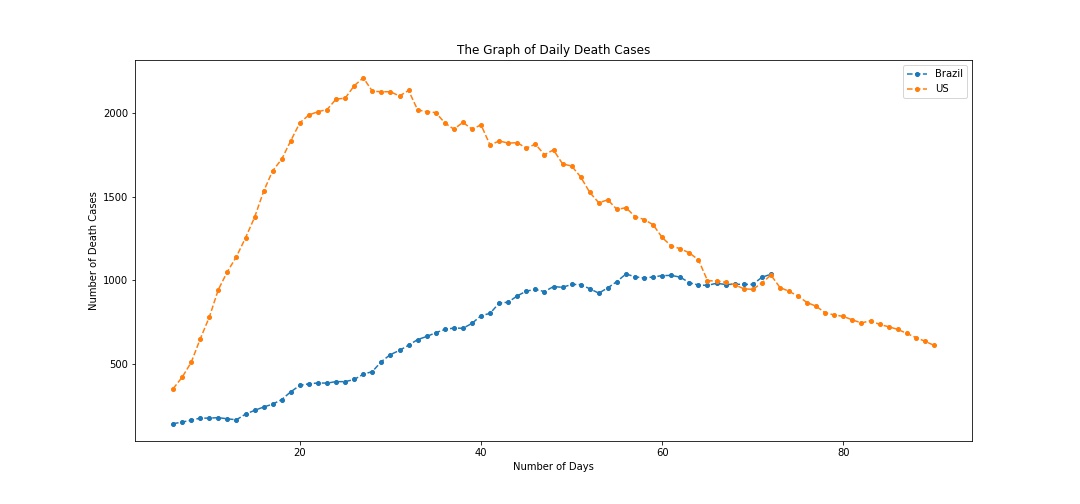 The Graph of Daily Death Cases
Brazil
US
Number of Death Cases
2000
1500
1000
500
20
40
60
80
Number of Days